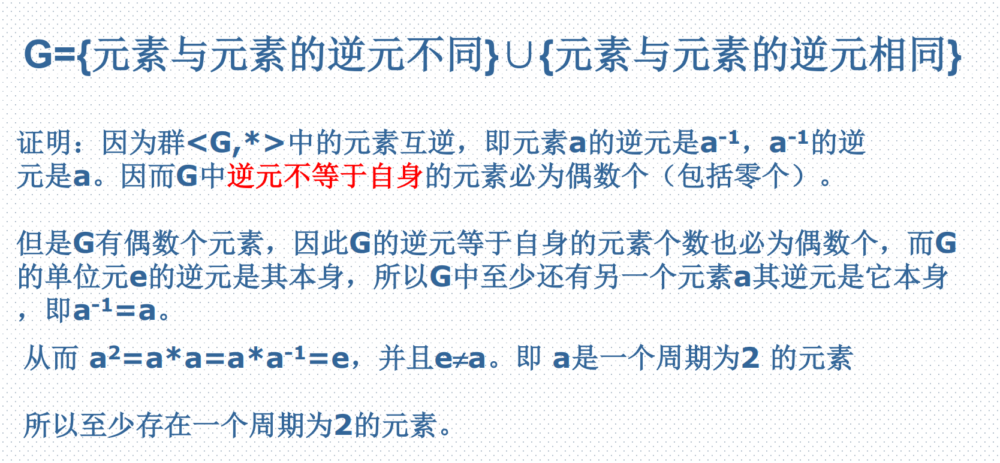 G={元素与元素的逆元不同}∪{元素与元素的逆元相同}
证明：因为群<G,*>中的元素互逆，即元素a的逆元是a⁻¹，a⁻¹的逆
元是a。因而G中逆元不等于自身的元素必为偶数个（包括零个）。
但是G有偶数个元素，因此G的逆元等于自身的元素个数也必为偶数个，而G
的单位元e的逆元是其本身，所以G中至少还有另一个元素a其逆元是它本身
，即a⁻¹=a。
从而 a²=a*a=a*a⁻¹=e，并且e≠a。即 a是一个周期为2 的元素
所以至少存在一个周期为2的元素。